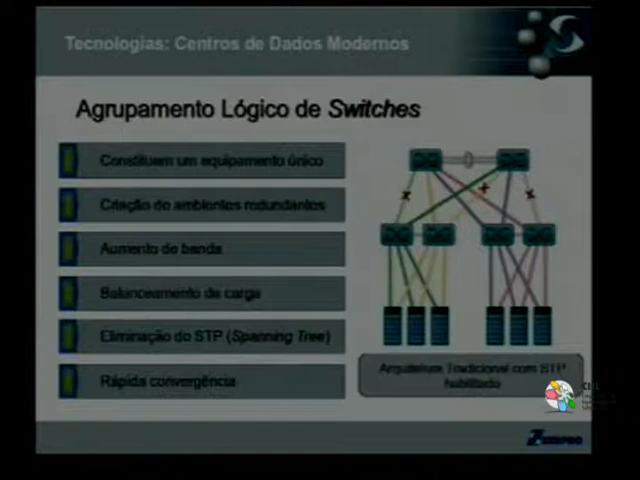 Tecnologias: Centros de Dados Modernos
Agrupamento Lógico de Switches
Constituem um equipamento único
Criação de ambientes redundantes
Aumento de banda
Balanceamento de carga
Eliminação do STP (Spanning Tree)
Rápida convergência
Arquitetura Tradicional com STP
habilitado